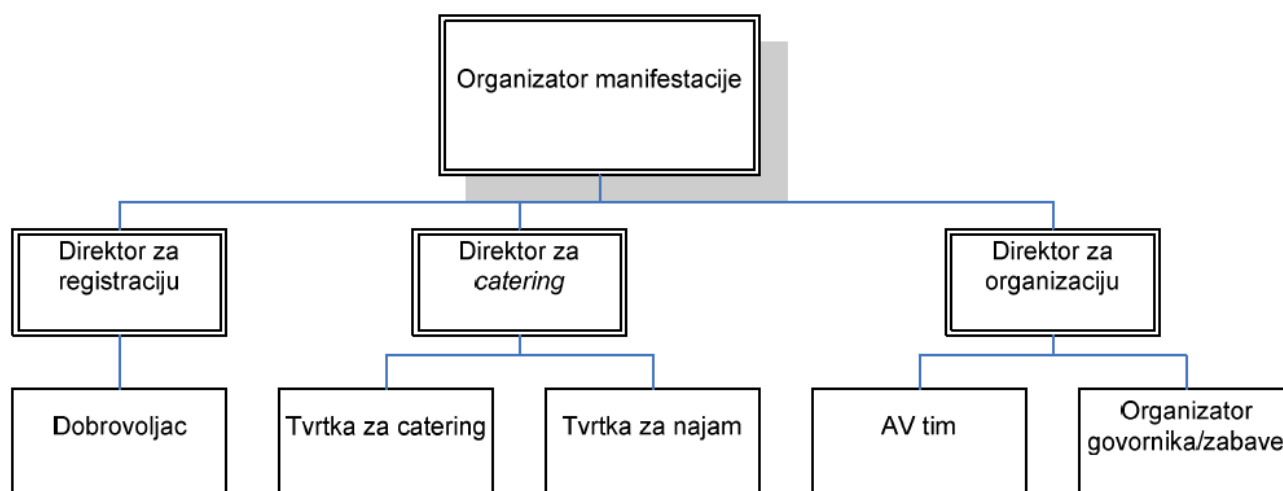 Organizator manifestacije
Direktor za
registraciju
Direktor za
catering
Direktor za
organizaciju
Dobrovoljac
Tvrtka za catering
Tvrtka za najam
AV tim
Organizator
govornika/zabave